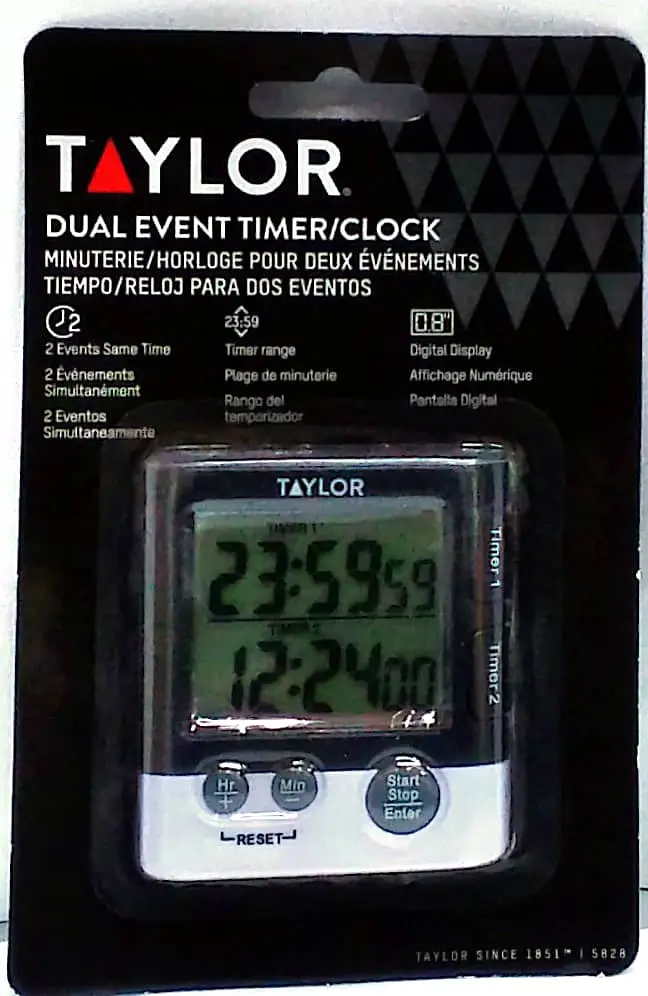 TAYLOR®
DUAL EVENT TIMER/CLOCK
MINUTERIE/HORLOGE POUR DEUX ÉVÉNEMENTS
TIEMPO/RELOJ PARA DOS EVENTOS
2
23:59
0.8"
2 Events Same Time
Timer range
Digital Display
2 Événements
Simultanément
Plage de minuterie
Affichage Numérique
2 Eventos
Simultaneamente
Rango del
temporizador
Pantalla Digital
TAYLOR
TIMER 1
23:59 59
TIMER 2
12:24 00
Timer 1
Timer 2
Hr
+
Min
−
Start
Stop
Enter
RESET
TAYLOR SINCE 1851™ | 5828